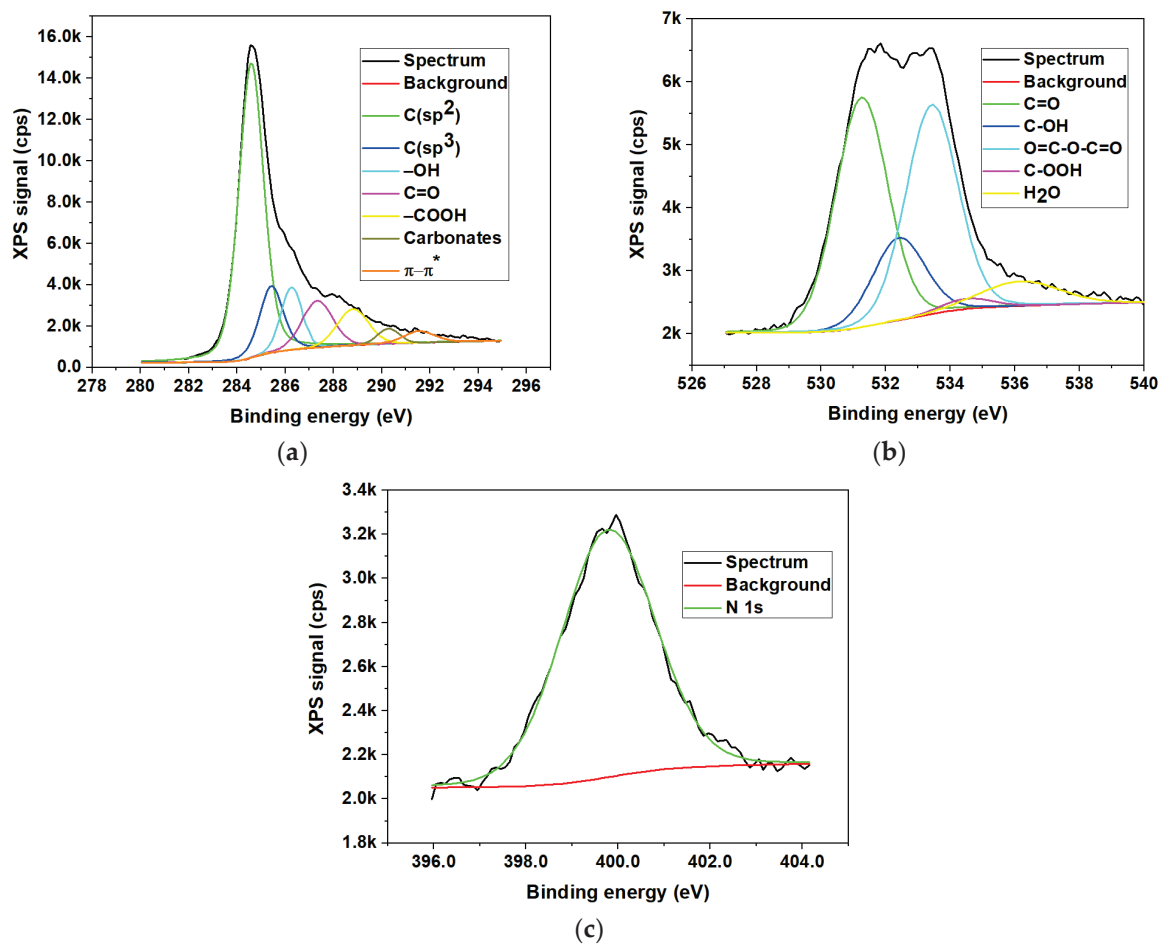 16.0k
14.0k
12.0k
10.0k
8.0k
6.0k
4.0k
2.0k
0.0
XPS signal (cps)
278 280 282 284 286 288 290 292 294 296
Binding energy (eV)
Spectrum
Background
C(sp²)
C(sp³)
–OH
C=O
–COOH
Carbonates
π–π*
(a)
7k
6k
5k
4k
3k
2k
XPS signal (cps)
526 528 530 532 534 536 538 540
Binding energy (eV)
Spectrum
Background
C=O
C-OH
O=C-O-C=O
C-OOH
H₂O
(b)
3.4k
3.2k
3.0k
2.8k
2.6k
2.4k
2.2k
2.0k
1.8k
XPS signal (cps)
396.0 398.0 400.0 402.0 404.0
Binding energy (eV)
Spectrum
Background
N 1s
(c)